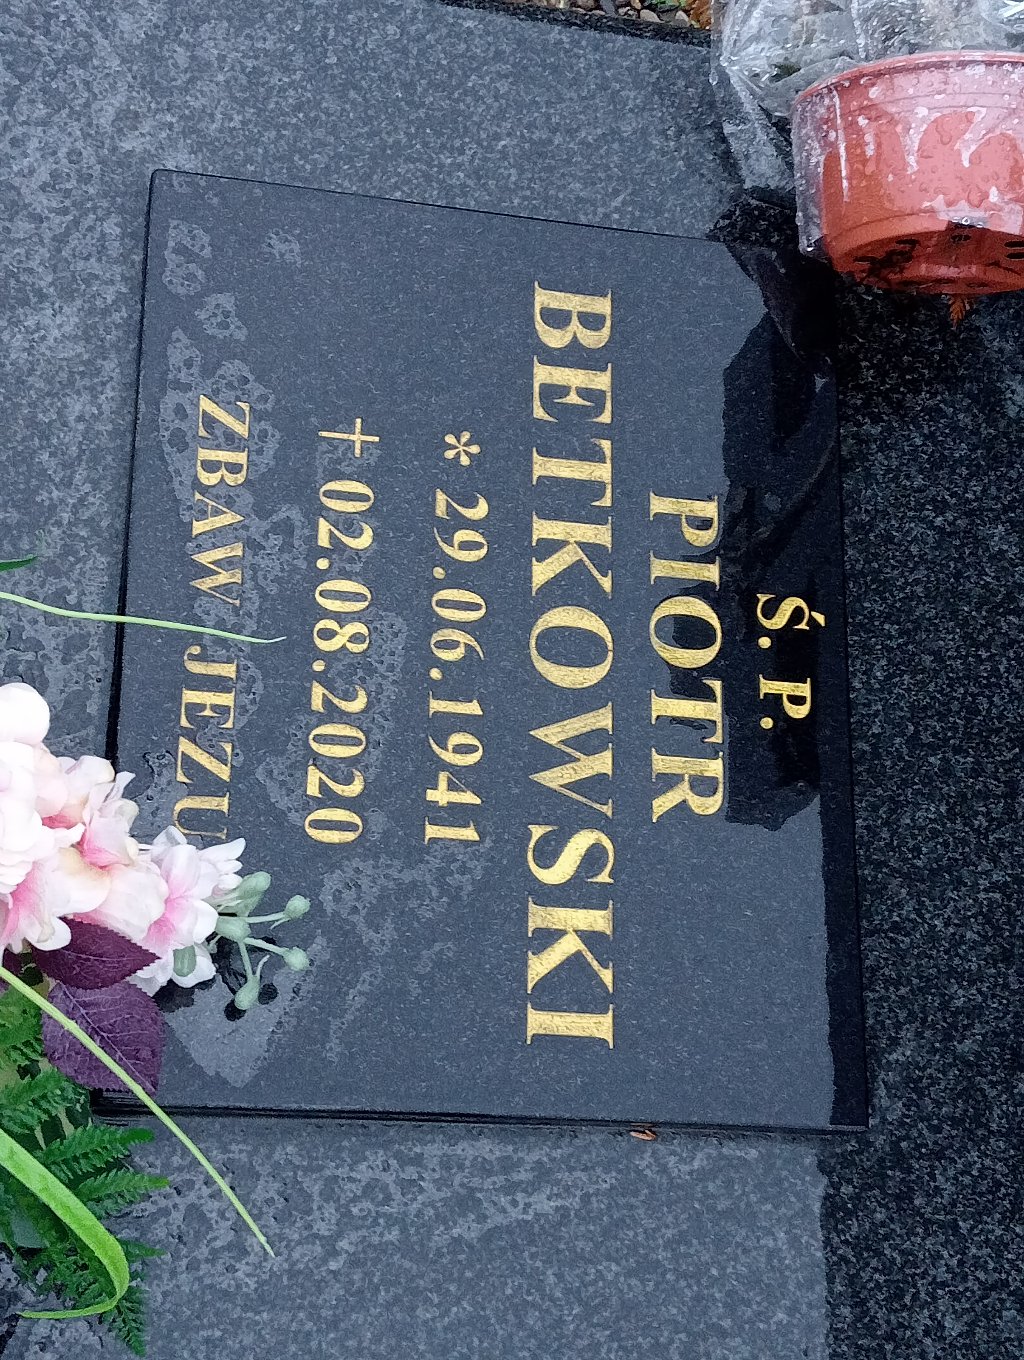 Ś. P.
PIOTR
BETKOWSKI
* 29.06.1941
+ 02.08.2020
ZBAW JEZU